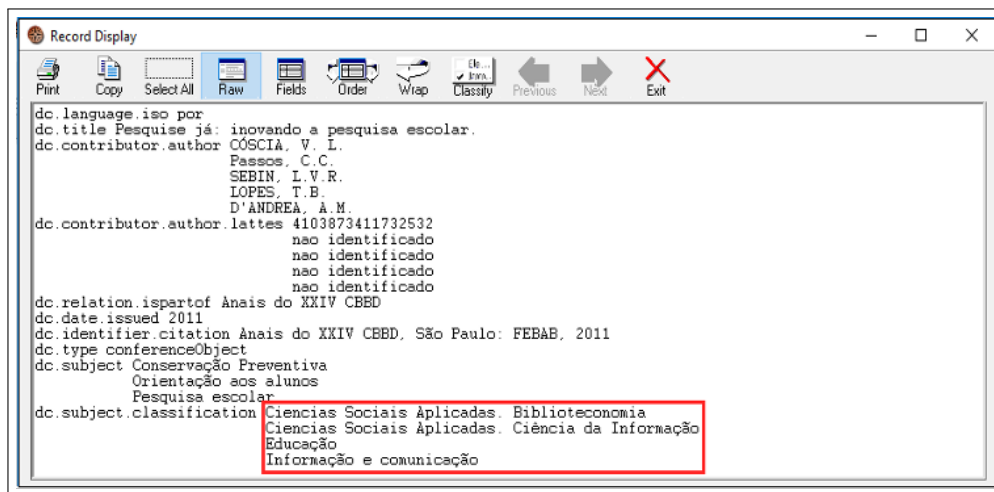 Record Display
Print Copy Select All Raw Fields Order Wrap Classify Previous Next Exit
dc.language.iso por
dc.title Pesquise já: inovando a pesquisa escolar.
dc.contributor.author CÓSCIA, V. L.
Passos, C.C.
SEBIN, L.V.R.
LOPES, T.B.
D'ANDREA, A.M.
dc.contributor.author.lattes 4103873411732532
nao identificado
nao identificado
nao identificado
nao identificado
dc.relation.ispartof Anais do XXIV CBBD
dc.date.issued 2011
dc.identifier.citation Anais do XXIV CBBD, São Paulo: FEBAB, 2011
dc.type conferenceObject
dc.subject Conservação Preventiva
Orientação aos alunos
Pesquisa escolar
dc.subject.classification Ciencias Sociais Aplicadas. Biblioteconomia
Ciencias Sociais Aplicadas. Ciência da Informação
Educação
Informação e comunicação